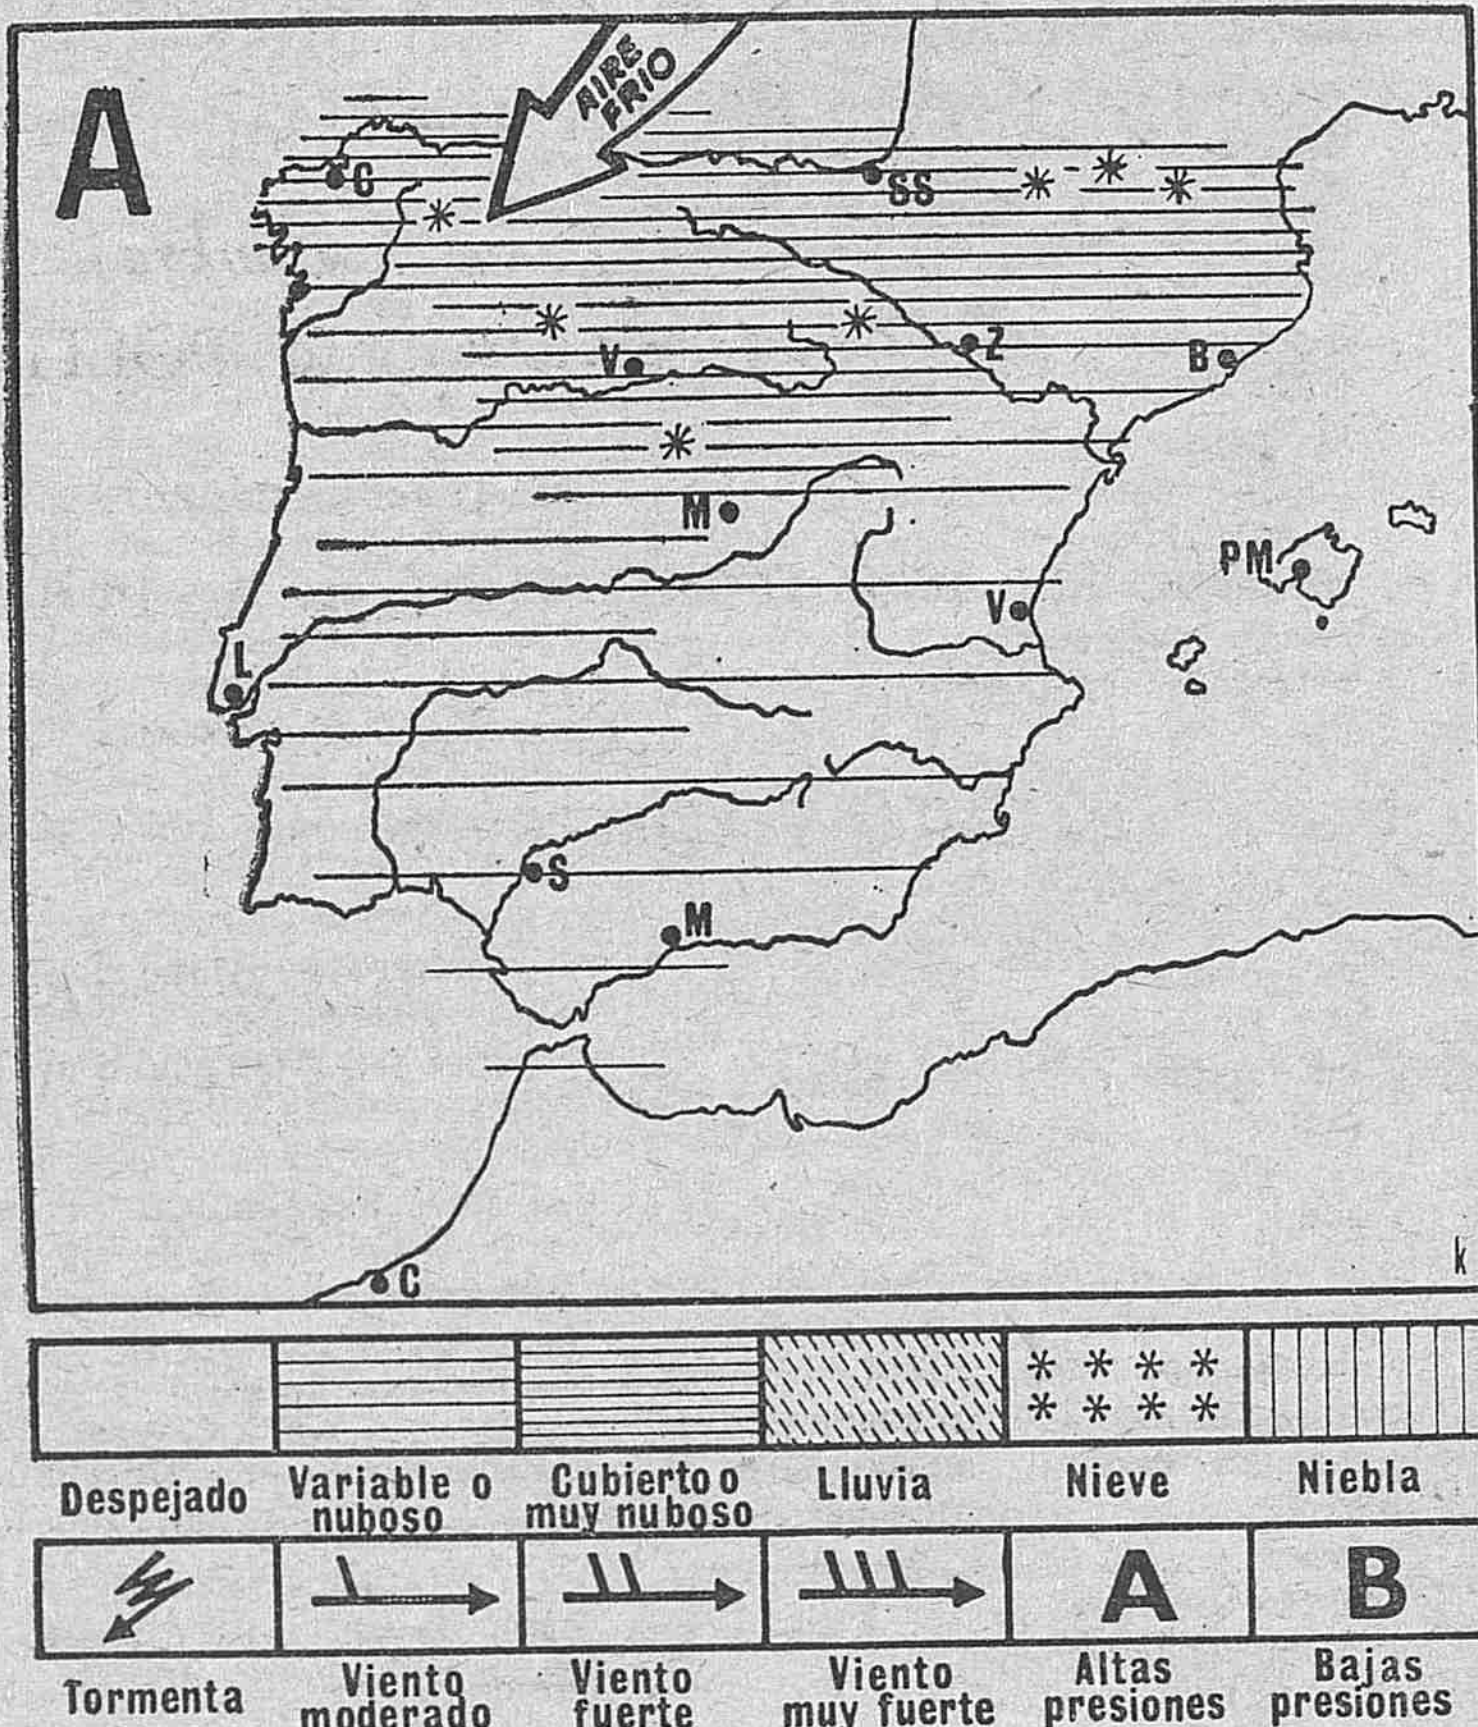 A
AIRE
FRIO
C
SS
V
Z
B
M
PM
V
L
S
M
C
k
Despejado
Variable o
nuboso
Cubierto o
muy nuboso
Lluvia
Nieve
Niebla
A
B
Tormenta
Viento
moderado
Viento
fuerte
Viento
muy fuerte
Altas
presiones
Bajas
presiones